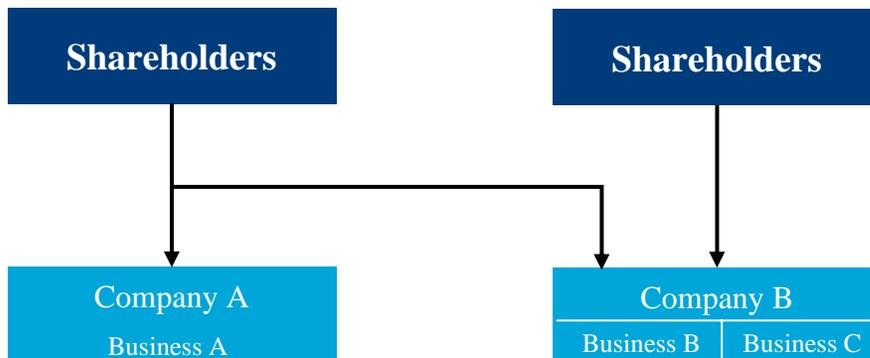 Shareholders
Shareholders
Company A
Business A
Company B
Business B
Business C